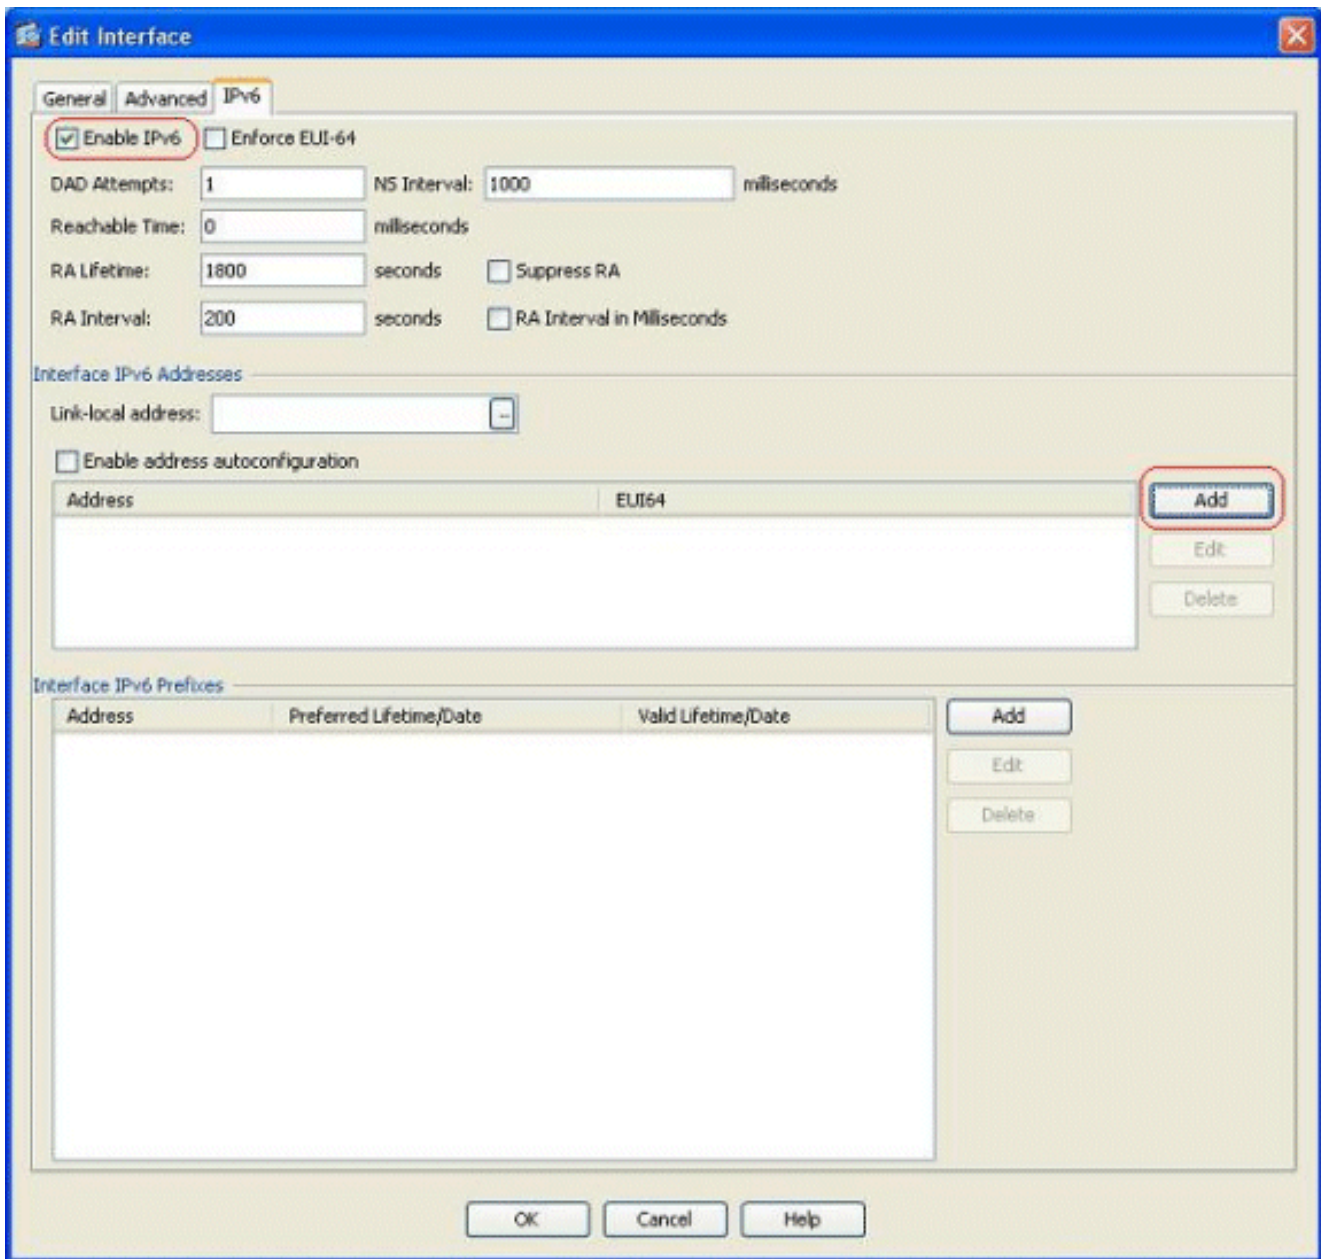 Edit Interface
General Advanced IPv6
Enable IPv6 Enforce EUI-64
DAD Attempts: 1 NS Interval: 1000 milliseconds
Reachable Time: 0 milliseconds
RA Lifetime: 1800 seconds Suppress RA
RA Interval: 200 seconds RA Interval in Milliseconds
Interface IPv6 Addresses
Link-local address: ...
Enable address autoconfiguration
Address EUI64 Add
Edit
Delete
Interface IPv6 Prefixes
Address Preferred Lifetime/Date Valid Lifetime/Date Add
Edit
Delete
OK Cancel Help